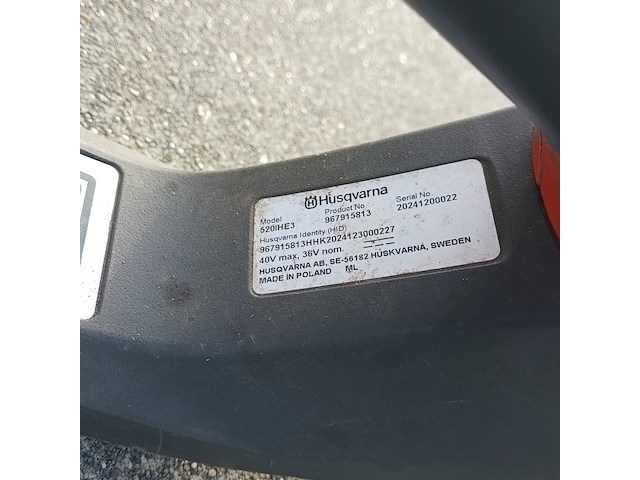 Husqvarna
Model Product No. Serial No.
520iHE3 967915813 20241200022
Husqvarna Identity (HID)
967915813HHK2024123000227
40V max, 36V nom.
HUSQVARNA AB, SE-56182 HUSKVARNA, SWEDEN
MADE IN POLAND ML